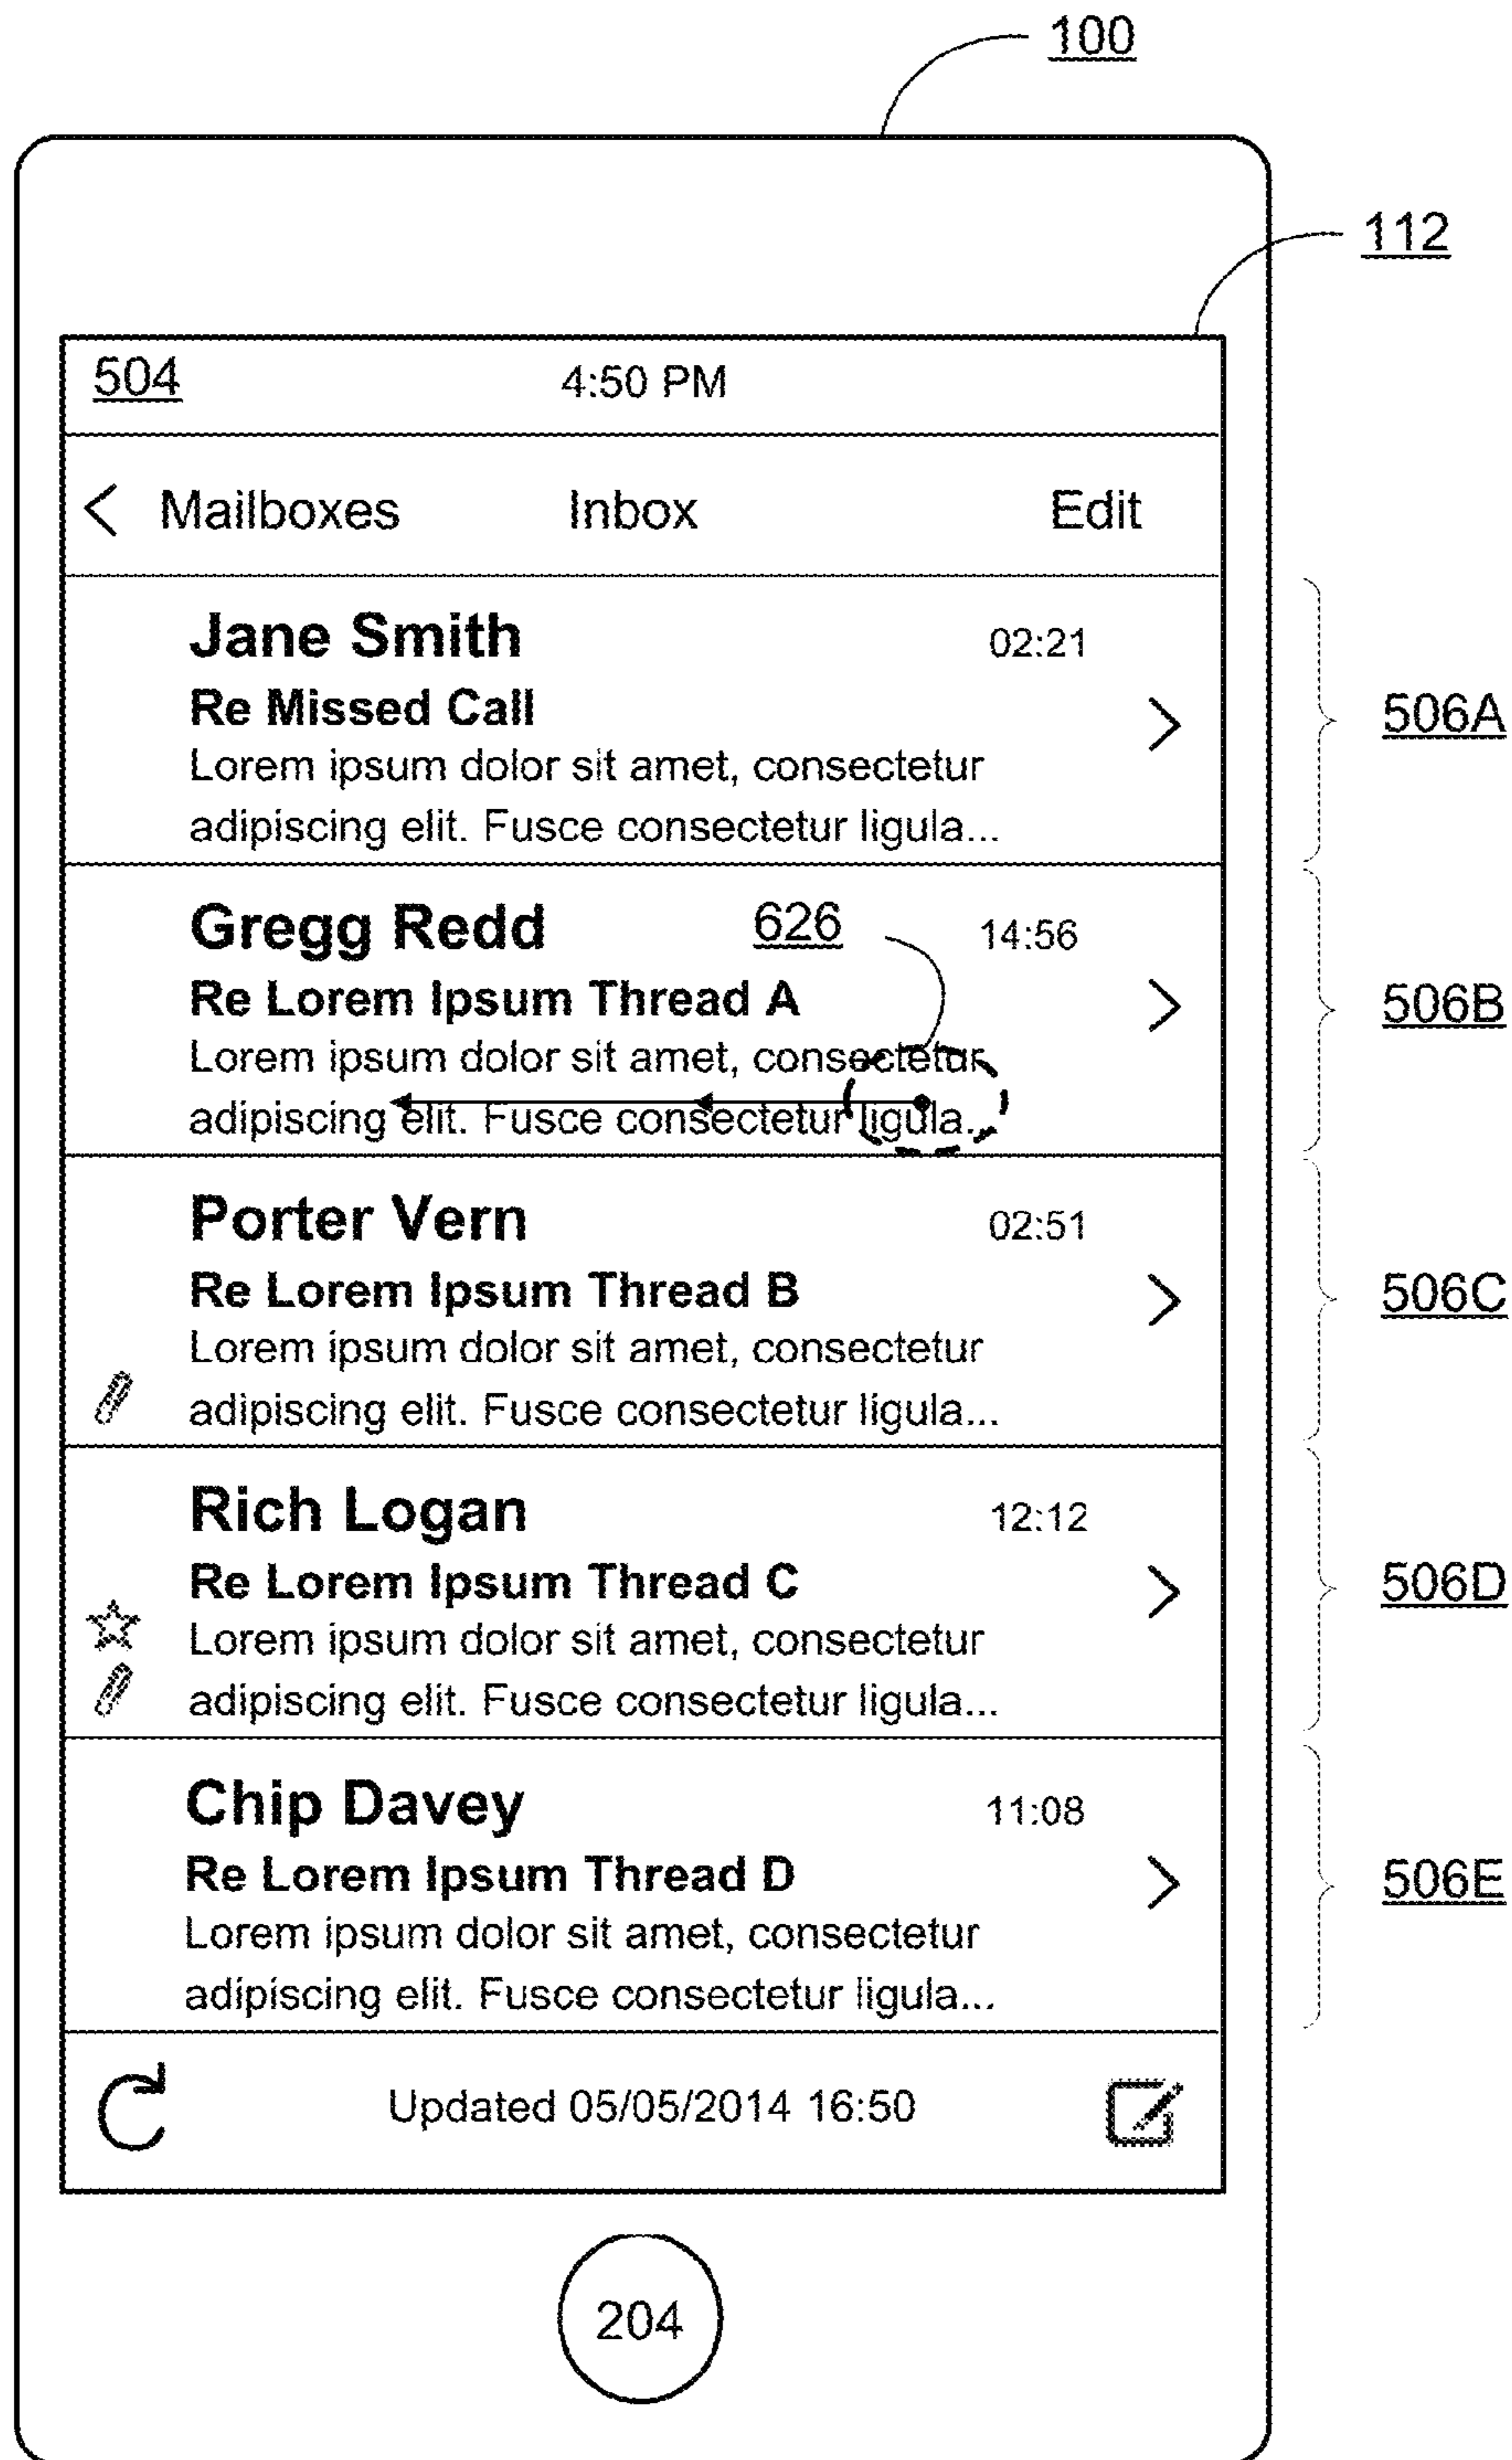 100
112
504 4:50 PM
< Mailboxes Inbox Edit
Jane Smith 02:21
Re Missed Call >
506A
Lorem ipsum dolor sit amet, consectetur
adipiscing elit. Fusce consectetur ligula...
Gregg Redd 626 14:56
Re Lorem Ipsum Thread A >
506B
Lorem ipsum dolor sit amet, consectetur
adipiscing elit. Fusce consectetur ligula...
Porter Vern 02:51
Re Lorem Ipsum Thread B >
506C
Lorem ipsum dolor sit amet, consectetur
adipiscing elit. Fusce consectetur ligula...
Rich Logan 12:12
Re Lorem Ipsum Thread C >
506D
Lorem ipsum dolor sit amet, consectetur
adipiscing elit. Fusce consectetur ligula...
Chip Davey 11:08
Re Lorem Ipsum Thread D >
506E
Lorem ipsum dolor sit amet, consectetur
adipiscing elit. Fusce consectetur ligula...
Updated 05/05/2014 16:50
204